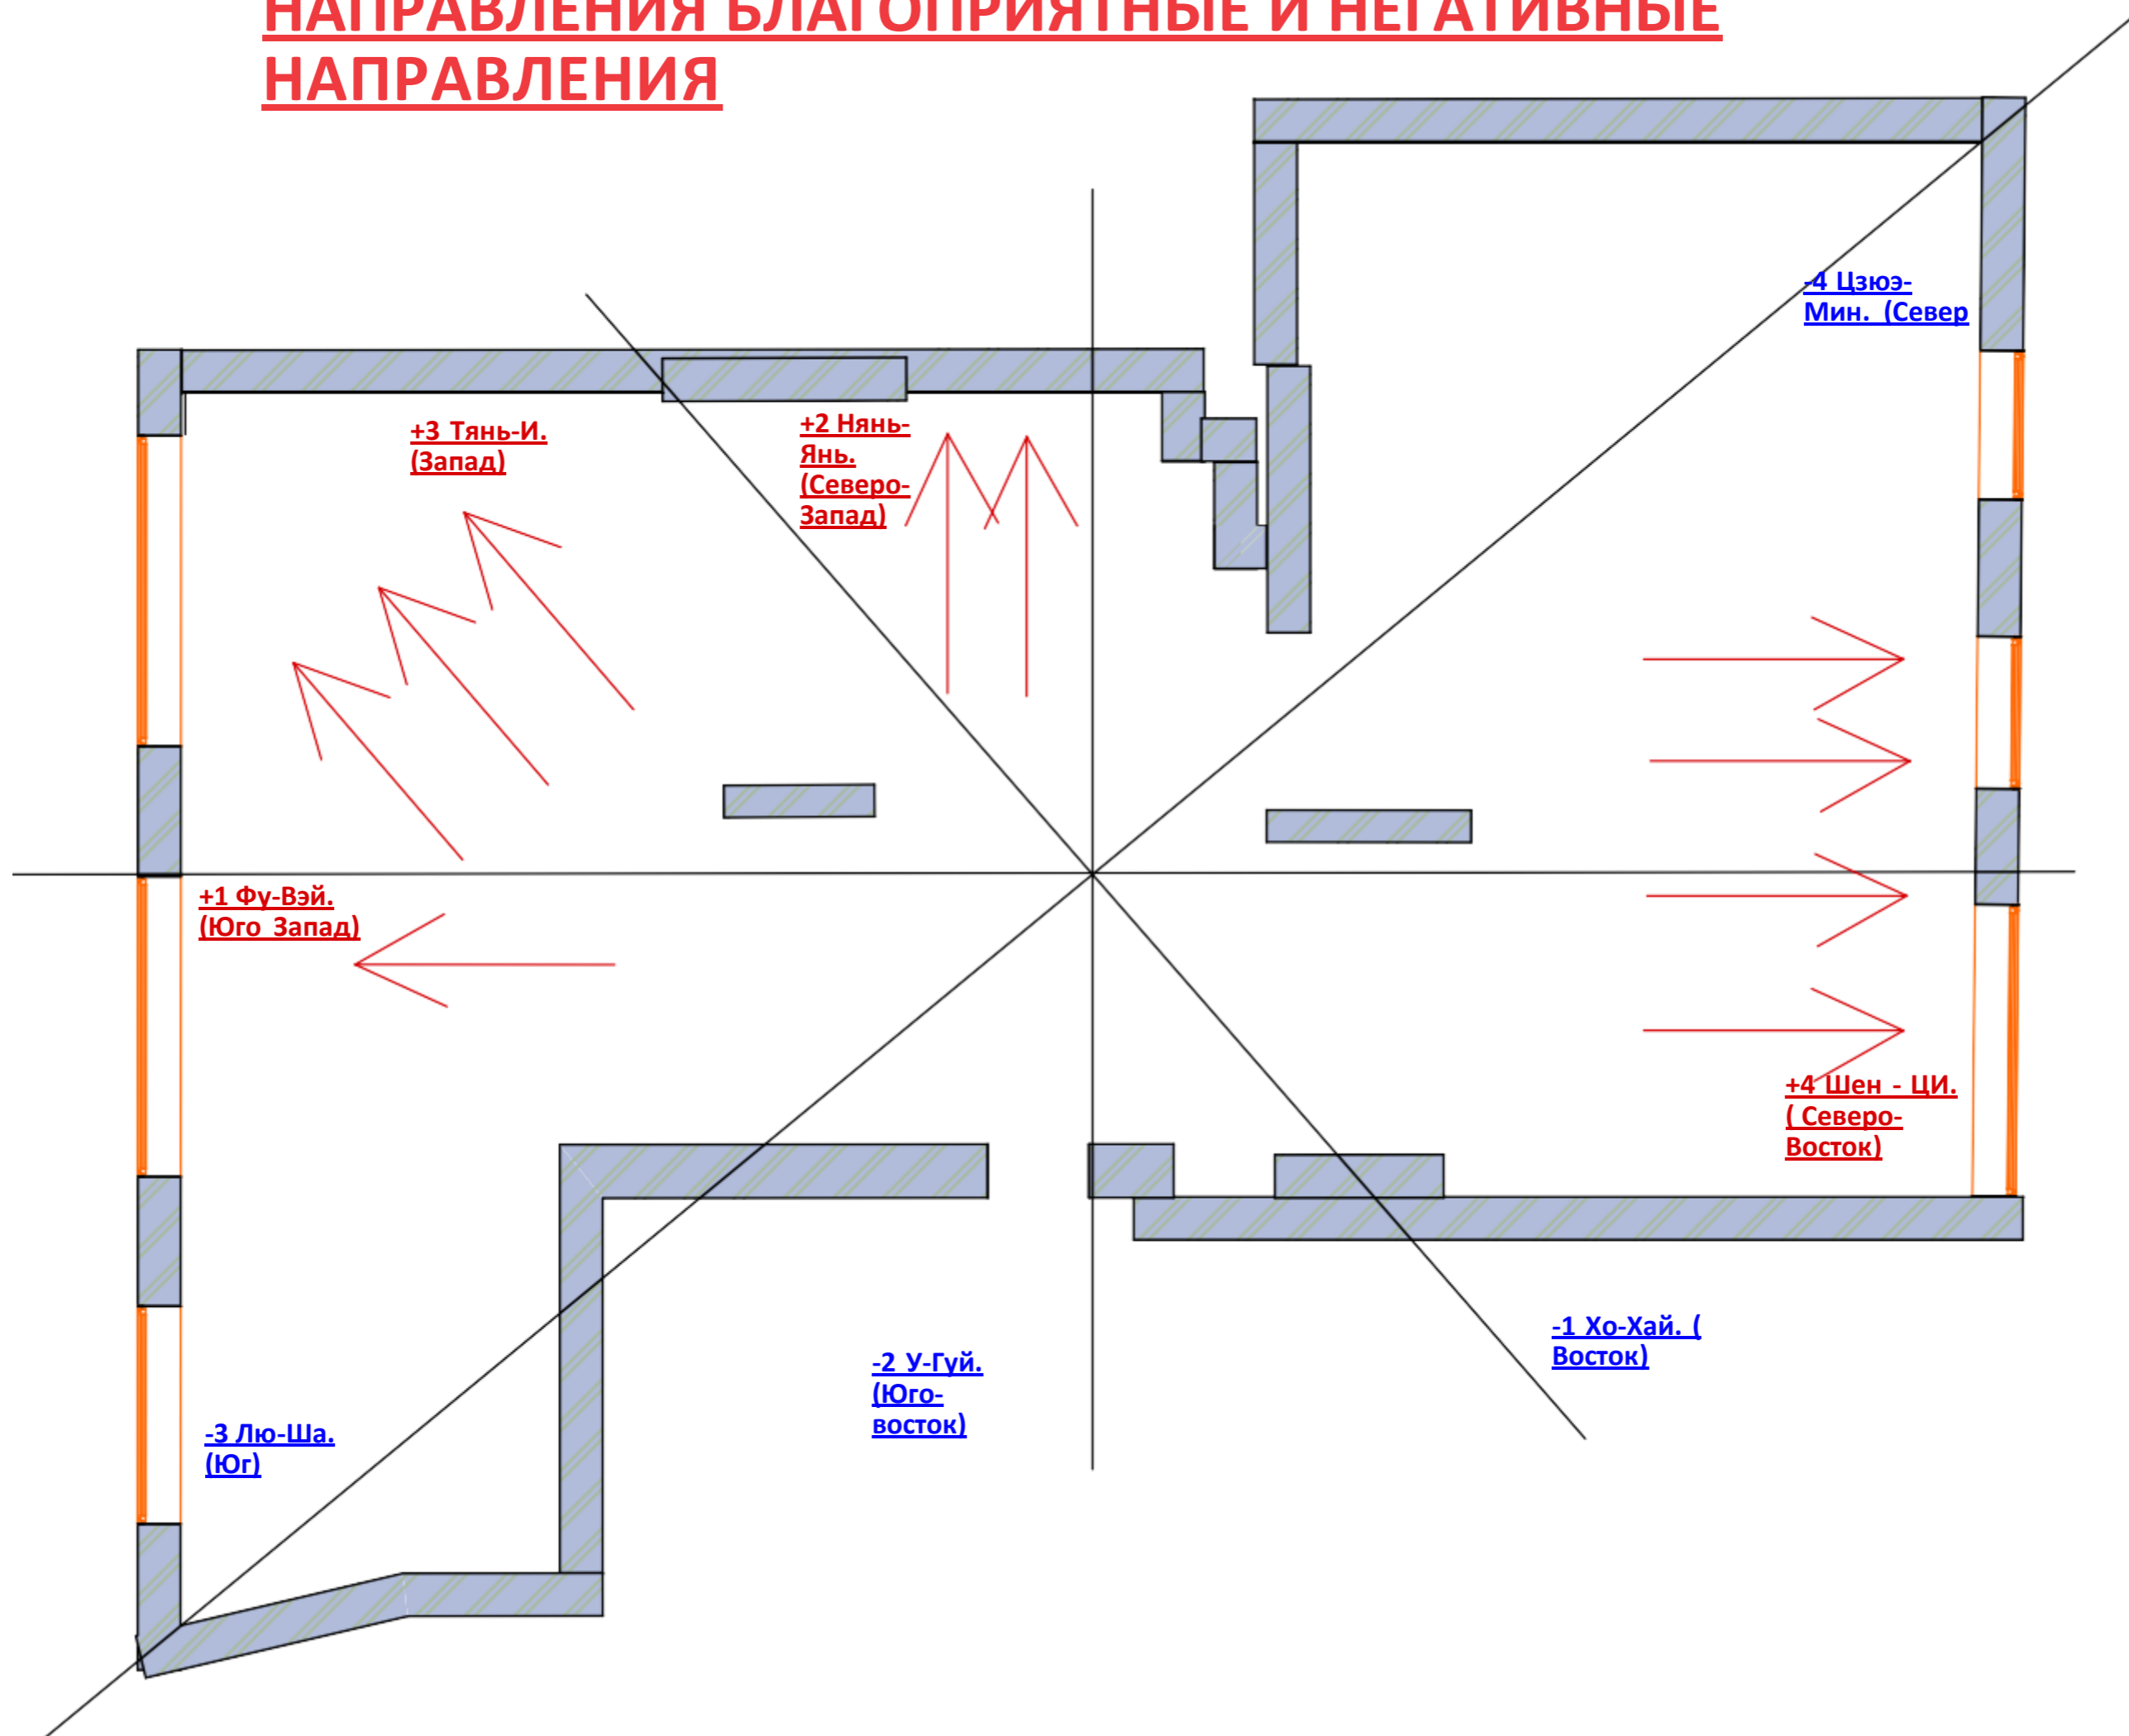 НАПРАВЛЕНИЯ БЛАГОПРИЯТНЫЕ И НЕГАТИВНЫЕ
НАПРАВЛЕНИЯ
-4 Цзюэ-
Мин. (Север
+3 Тянь-И.
(Запад)
+2 Нянь-
Янь.
(Северо-
Запад)
+1 Фу-Вэй.
(Юго Запад)
+4 Шен - ЦИ.
( Северо-
Восток)
-1 Хо-Хай. (
Восток)
-2 У-Гуй.
(Юго-
восток)
-3 Лю-Ша.
(Юг)